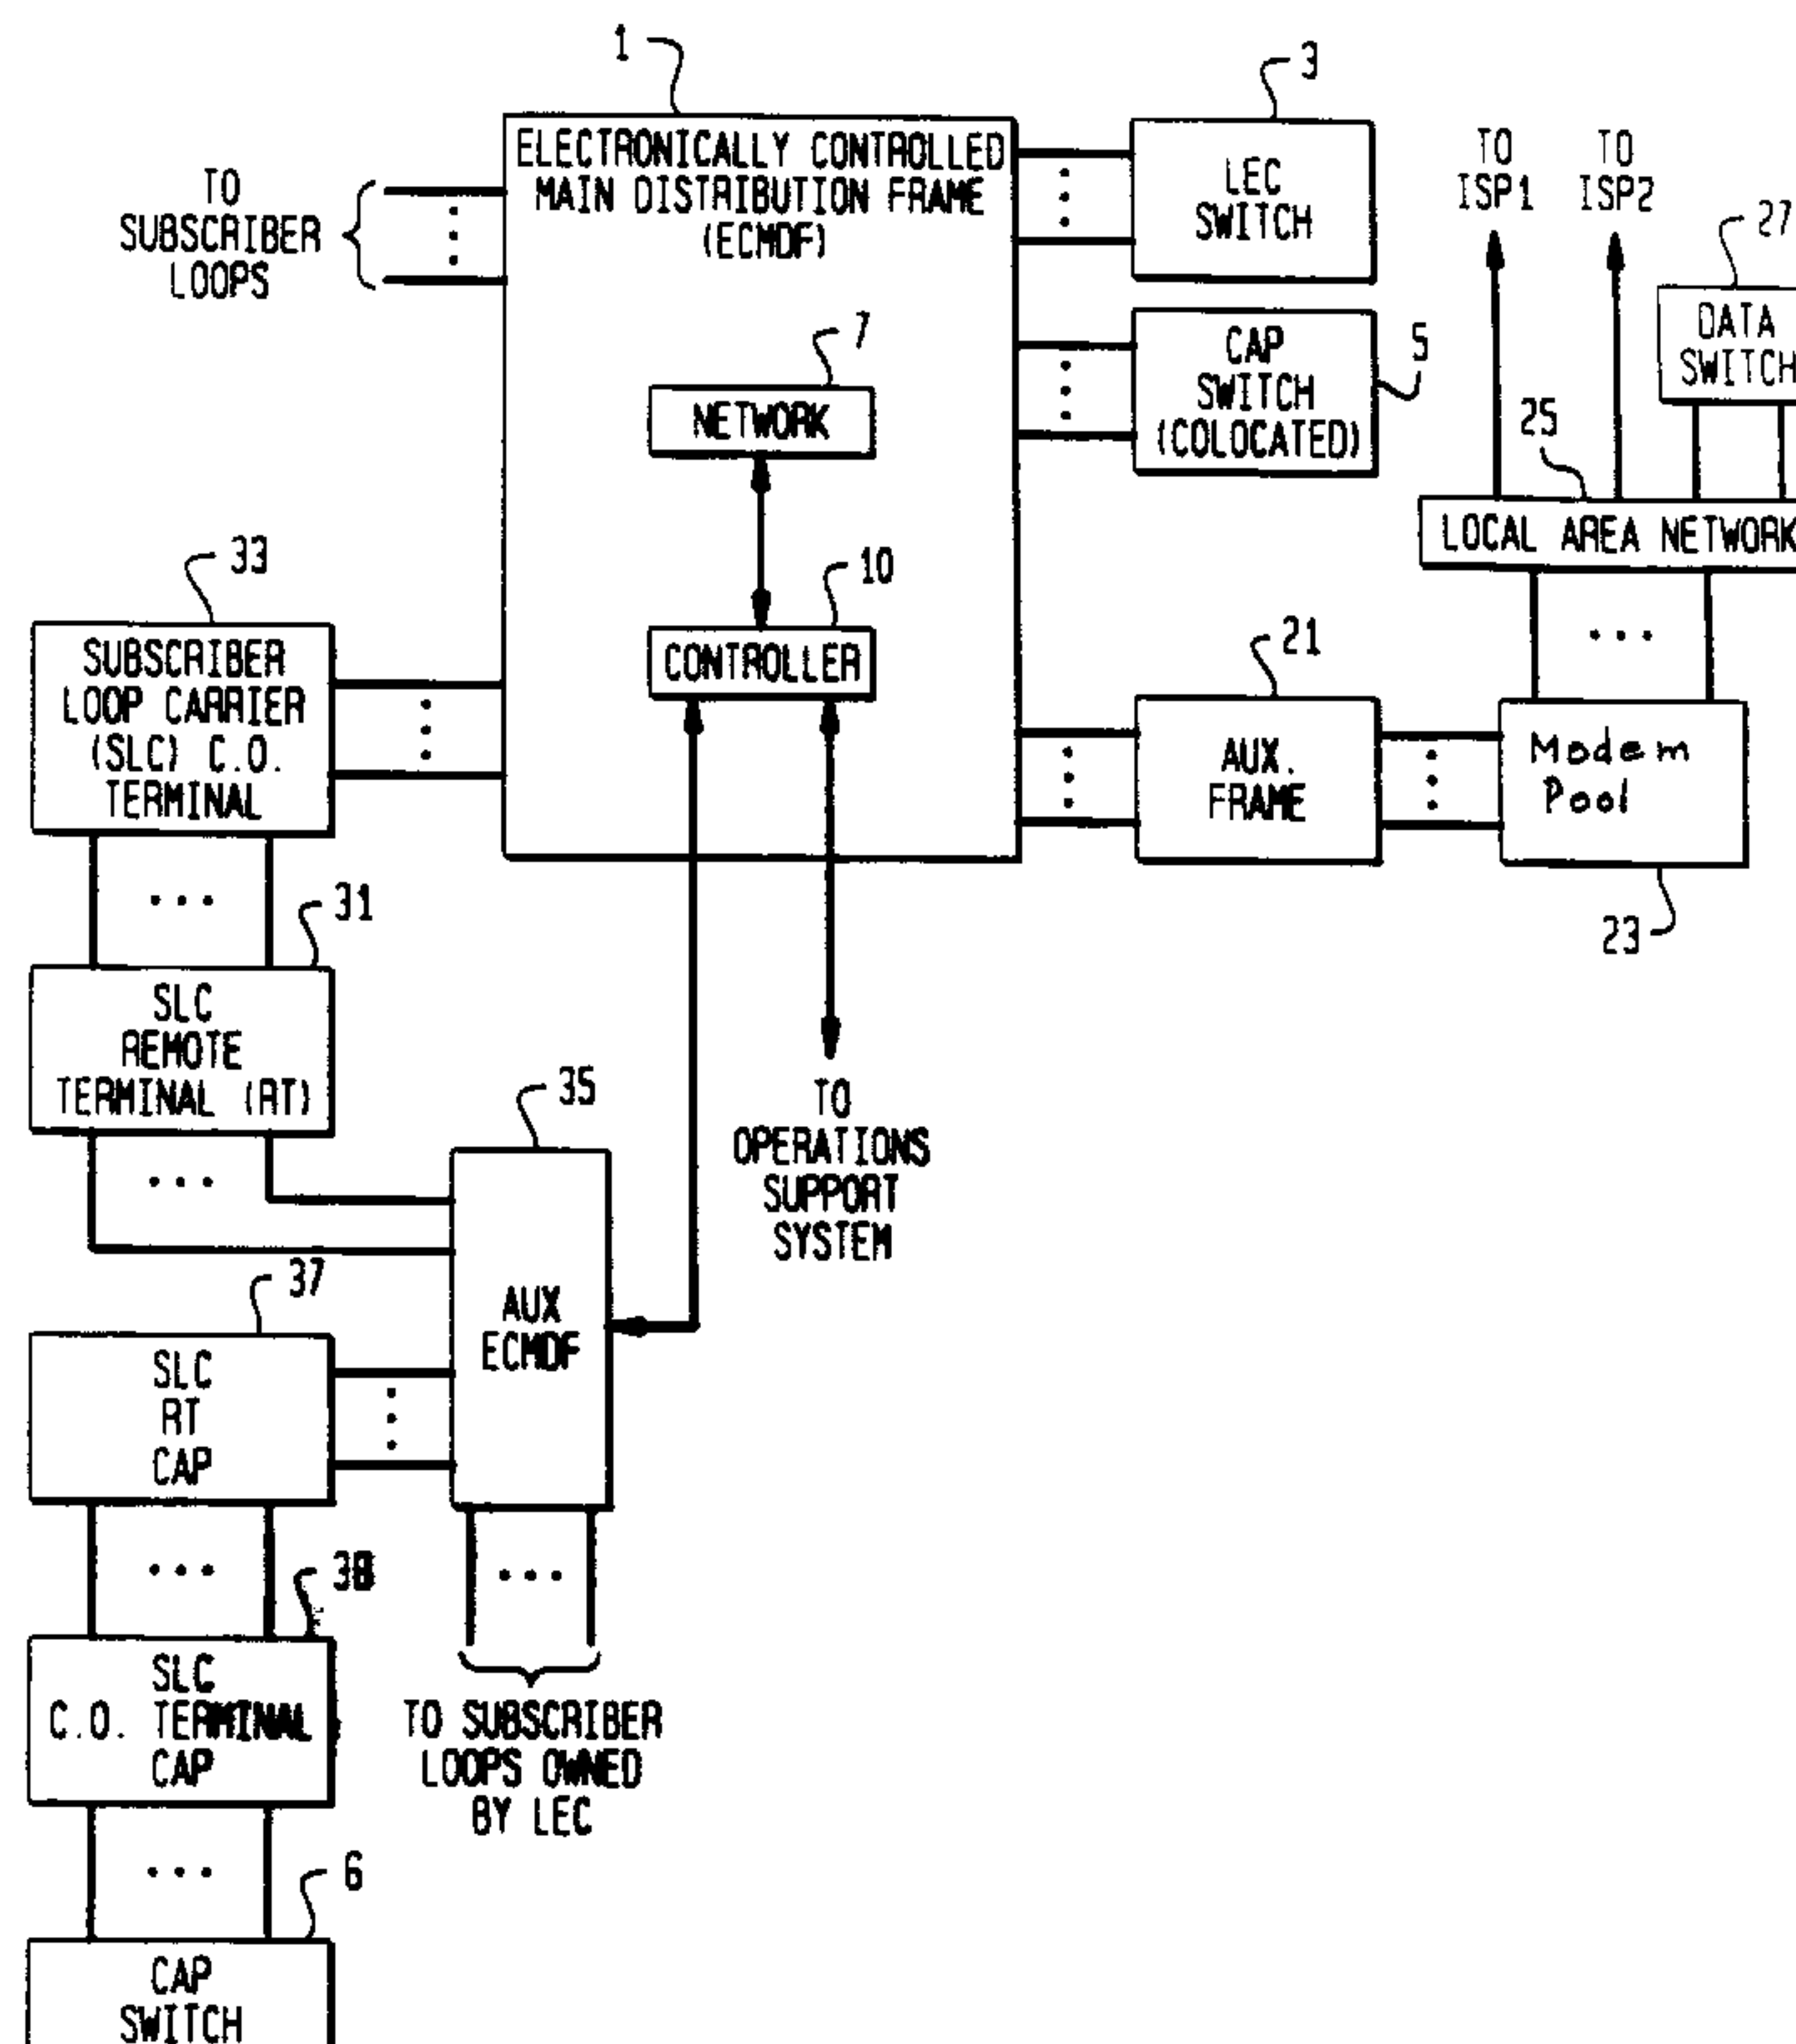 1
ELECTRONICALLY CONTROLLED
MAIN DISTRIBUTION FRAME
(ECMDF)
TO
SUBSCRIBER
LOOPS
3
LEC
SWITCH
TO
ISP1
TO
ISP2
27
DATA
SWITCH
7
NETWORK
CAP
SWITCH
(COLOCATED)
5
25
LOCAL AREA NETWORK
33
SUBSCRIBER
LOOP CARRIER
(SLC) C.O.
TERMINAL
10
CONTROLLER
21
AUX.
FRAME
Modem
Pool
23
31
SLC
REMOTE
TERMINAL (RT)
35
AUX
ECMDF
TO
OPERATIONS
SUPPORT
SYSTEM
37
SLC
RT
CAP
38
SLC
C.O. TERMINAL
CAP
TO SUBSCRIBER
LOOPS OWNED
BY LEC
6
CAP
SWITCH